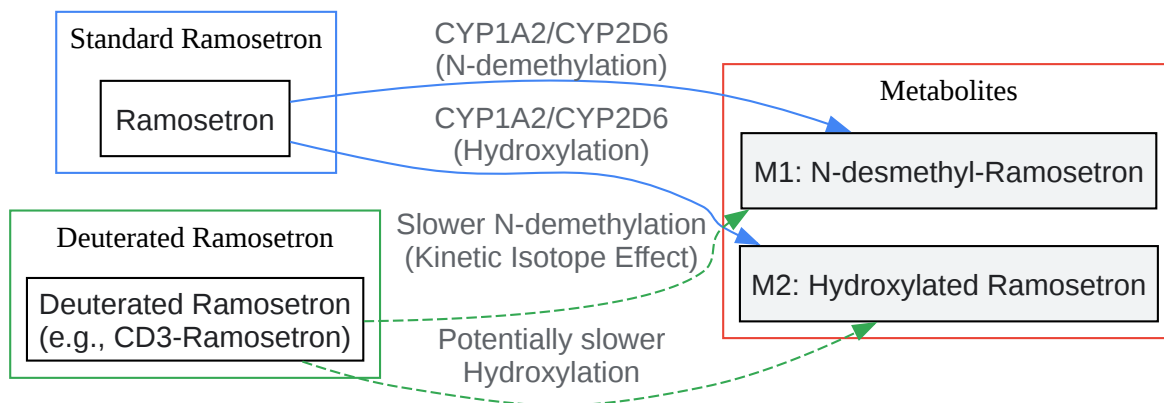 Standard Ramosetron
Ramosetron
CYP1A2/CYP2D6
(N-demethylation)
CYP1A2/CYP2D6
(Hydroxylation)
Metabolites
M1: N-desmethyl-Ramosetron
M2: Hydroxylated Ramosetron
Deuterated Ramosetron
Deuterated Ramosetron
(e.g., CD3-Ramosetron)
Slower N-demethylation
(Kinetic Isotope Effect)
Potentially slower
Hydroxylation